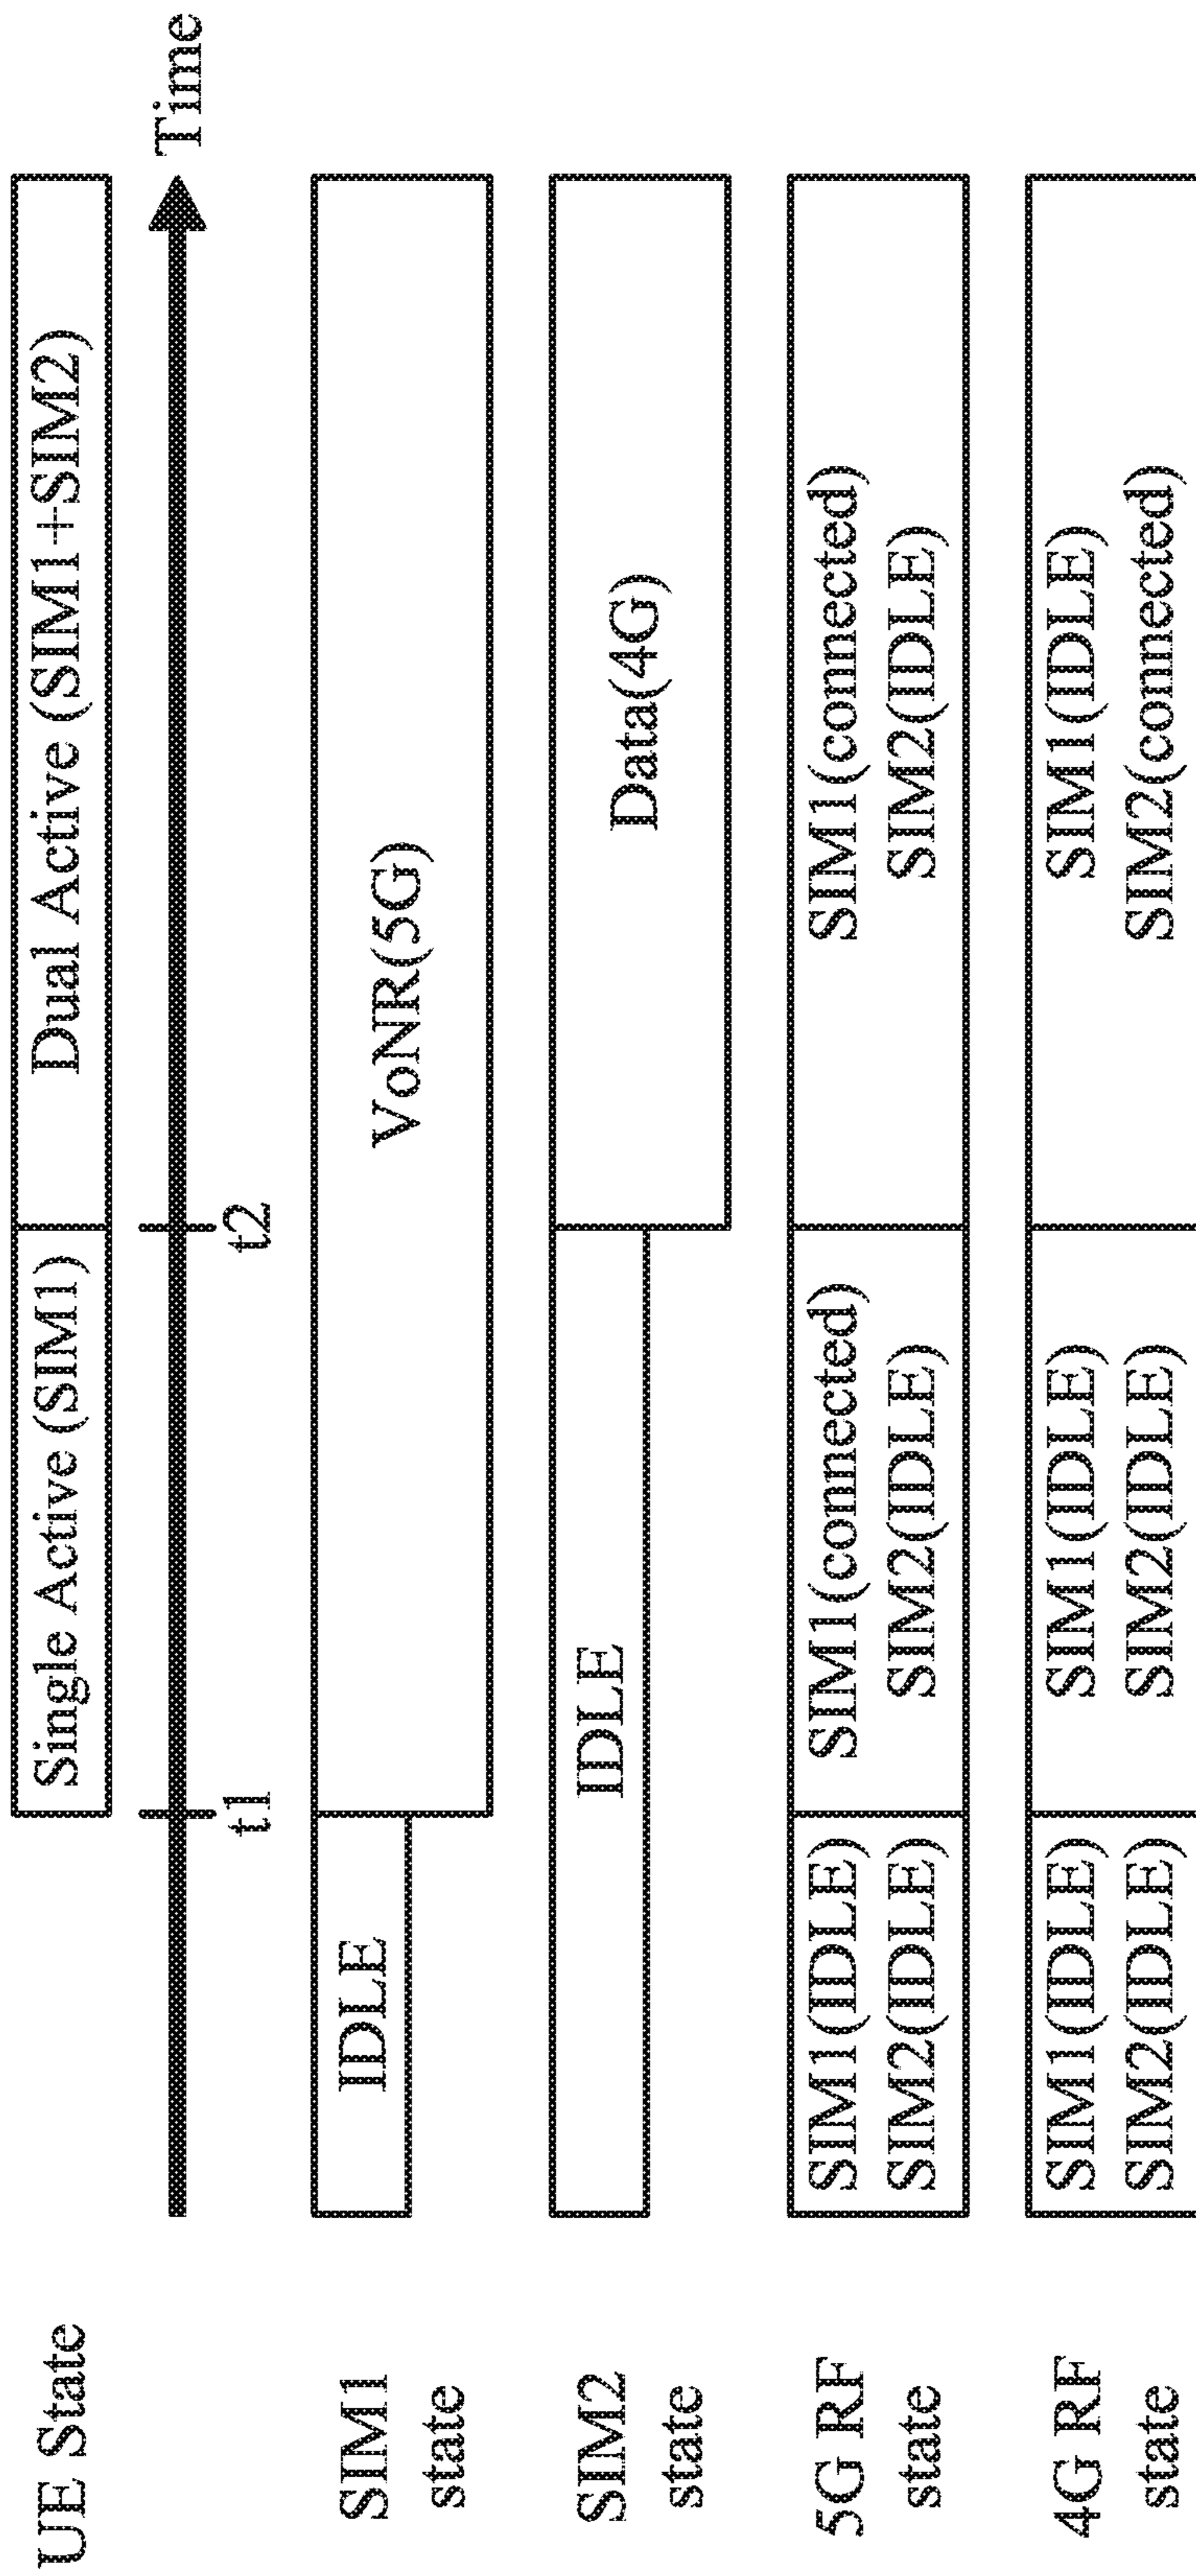 UE State
Single Active (SIM1)
Dual Active (SIM1+SIM2)
t1
t2
Time
SIM1
state
IDLE
VoNR(5G)
SIM2
state
IDLE
Data(4G)
5G RF
state
SIM1(IDLE)
SIM2(IDLE)
SIM1(connected)
SIM2(IDLE)
SIM1(connected)
SIM2(IDLE)
4G RF
state
SIM1(IDLE)
SIM2(IDLE)
SIM1(IDLE)
SIM2(IDLE)
SIM1(IDLE)
SIM2(connected)